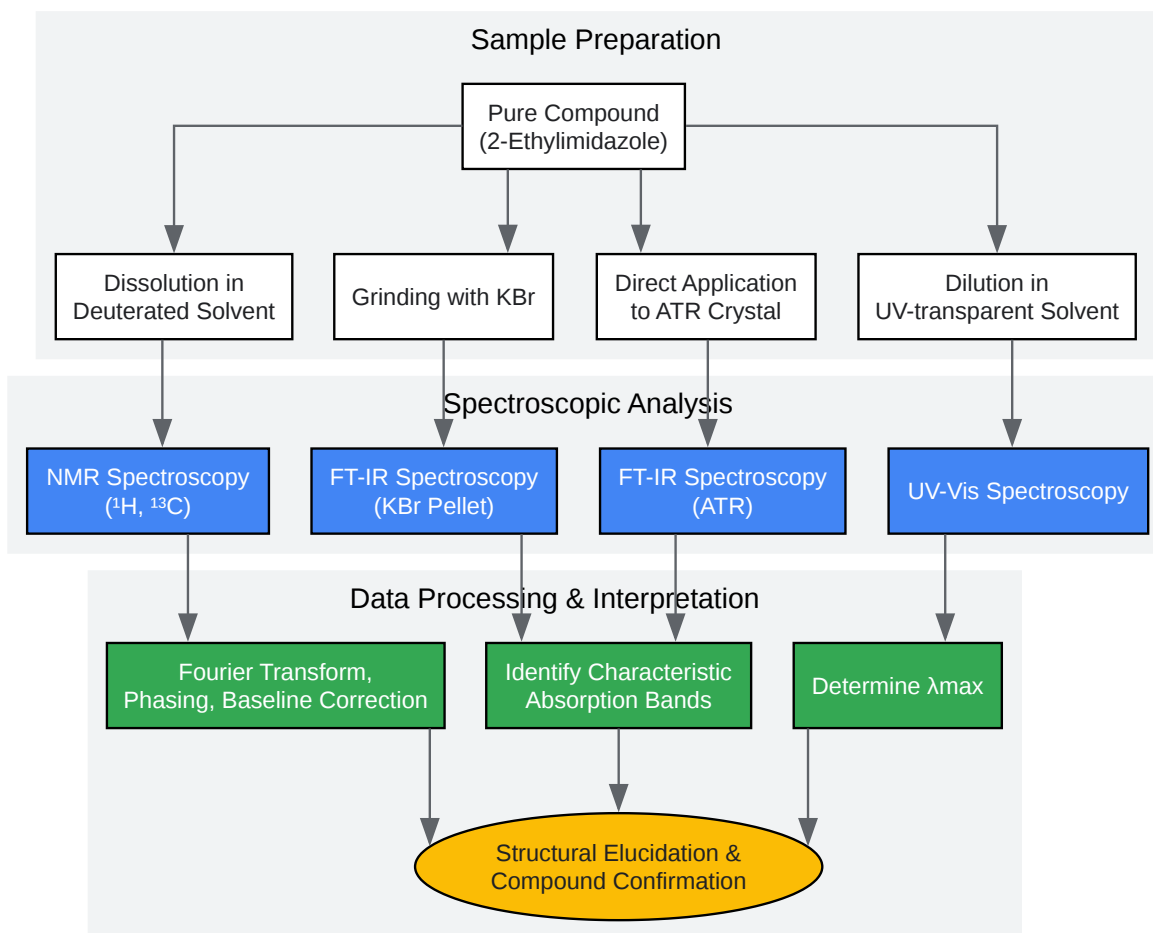 Sample Preparation
Pure Compound
(2-Ethylimidazole)
Dissolution in
Deuterated Solvent
Grinding with KBr
Direct Application
to ATR Crystal
Dilution in
UV-transparent Solvent
Spectroscopic Analysis
NMR Spectroscopy
(¹H, ¹³C)
FT-IR Spectroscopy
(KBr Pellet)
FT-IR Spectroscopy
(ATR)
UV-Vis Spectroscopy
Data Processing & Interpretation
Fourier Transform,
Phasing, Baseline Correction
Identify Characteristic
Absorption Bands
Determine λmax
Structural Elucidation &
Compound Confirmation